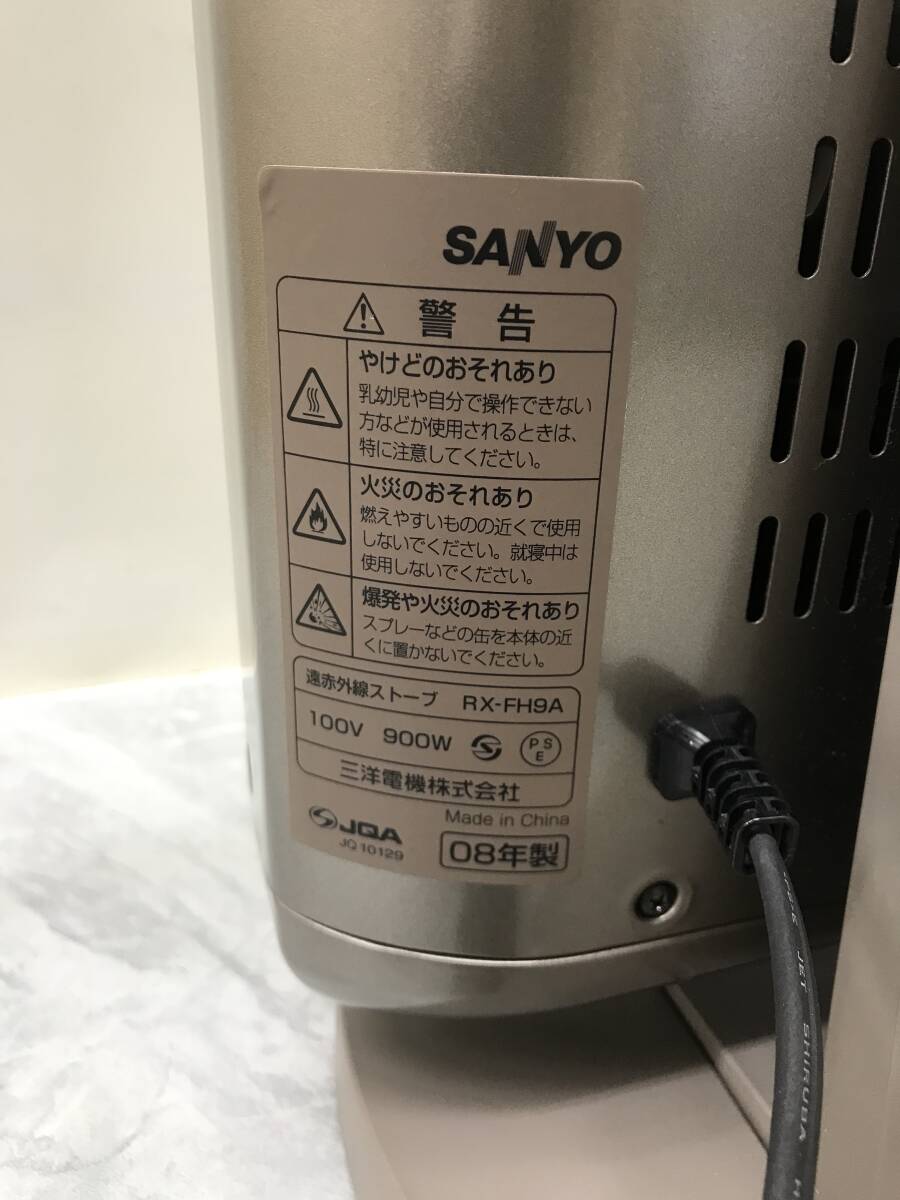 SANYO
警告
やけどのおそれあり
乳幼児や自分で操作できない
方などが使用されるときは、
特に注意してください。
火災のおそれあり
燃えやすいものの近くで使用
しないでください。就寝中は
使用しないでください。
爆発や火災のおそれあり
スプレーなどの缶を本体の近
くに置かないでください。
遠赤外線ストーブ RX-FH9A
100V 900W PSE
三洋電機株式会社
Made in China
JQA
JQ10129
08年製
JET SHIRUBA